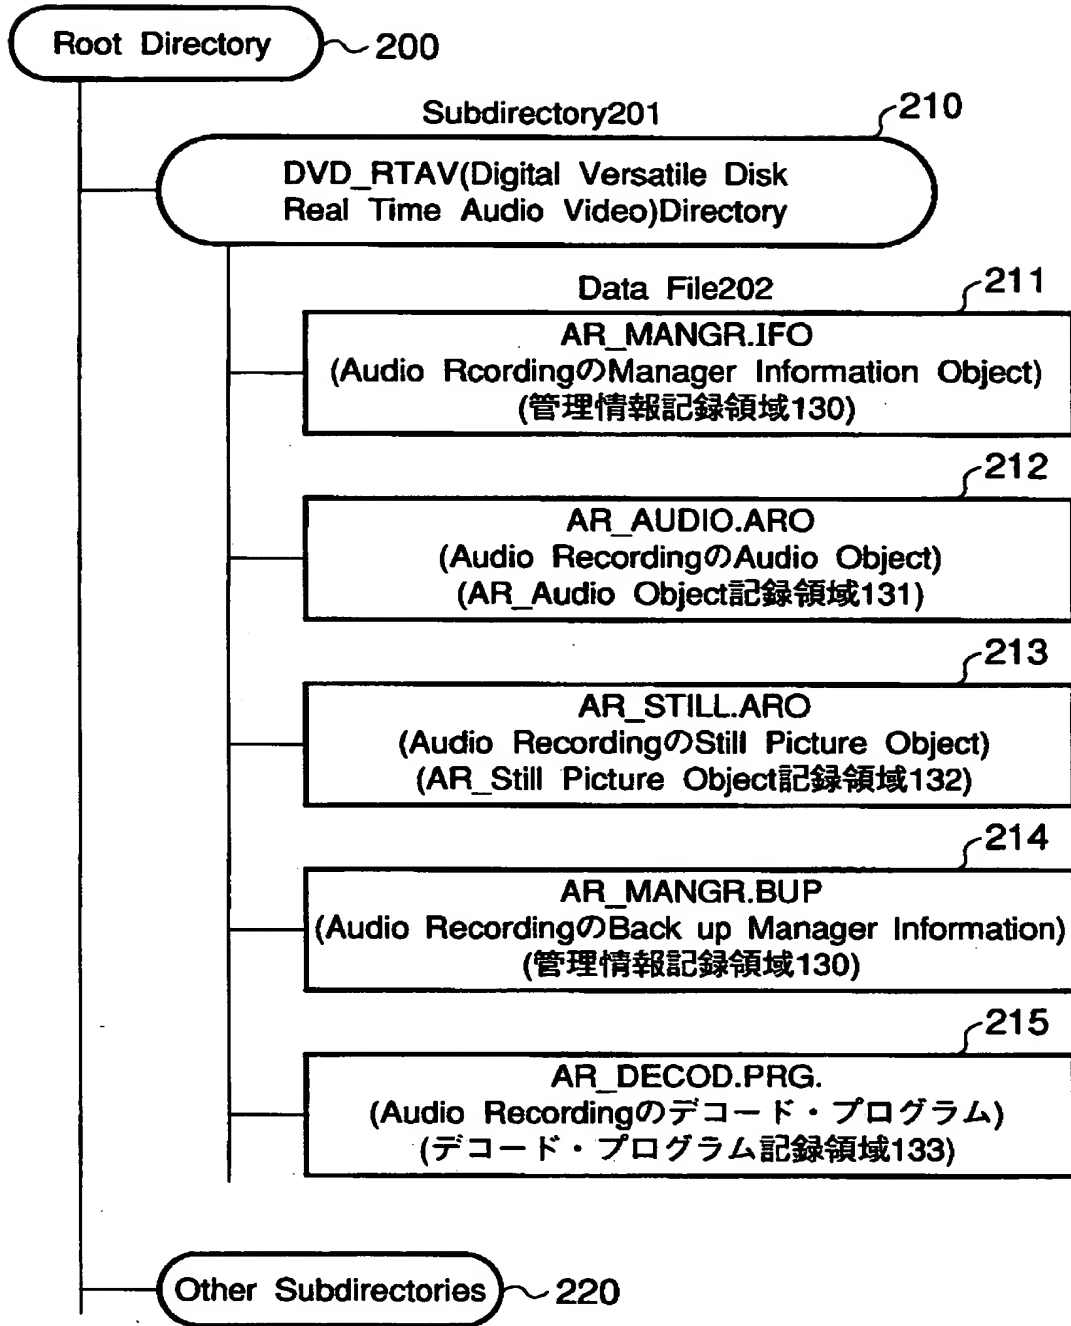 Root Directory
200
Subdirectory201
210
DVD_RTAV(Digital Versatile Disk
Real Time Audio Video)Directory
Data File202
211
AR_MANGR.IFO
(Audio RcordingのManager Information Object)
(管理情報記録領域130)
212
AR_AUDIO.ARO
(Audio RecordingのAudio Object)
(AR_Audio Object記録領域131)
213
AR_STILL.ARO
(Audio RecordingのStill Picture Object)
(AR_Still Picture Object記録領域132)
214
AR_MANGR.BUP
(Audio RecordingのBack up Manager Information)
(管理情報記録領域130)
215
AR_DECOD.PRG.
(Audio Recordingのデコード・プログラム)
(デコード・プログラム記録領域133)
Other Subdirectories
220